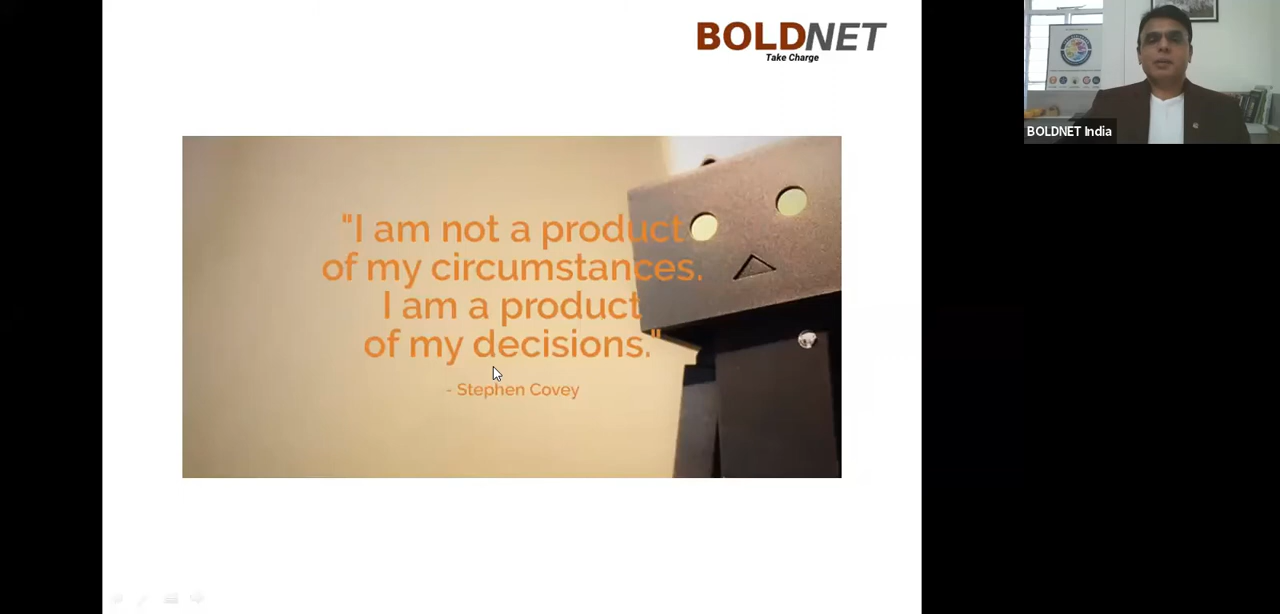 BOLDNET
Take Charge
"I am not a product
of my circumstances.
I am a product
of my decisions."
- Stephen Covey
BOLDNET India